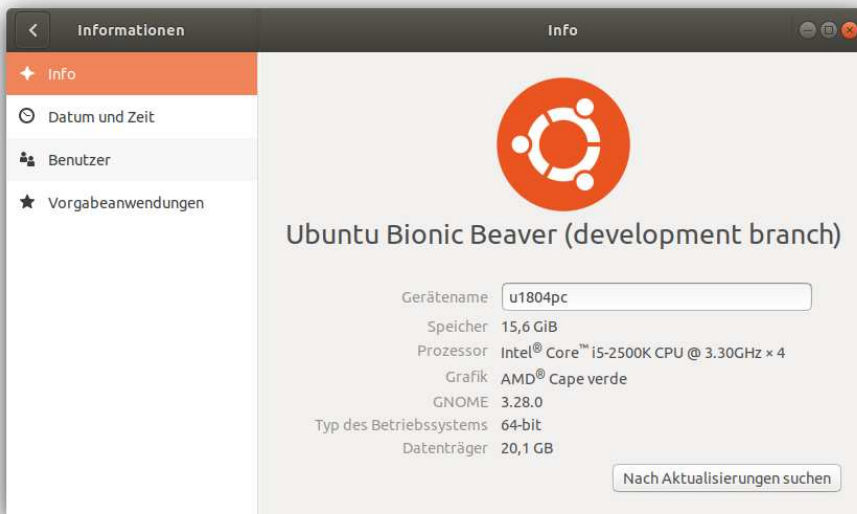 Informationen
Info
Info
Datum und Zeit
Benutzer
Vorgabeanwendungen
Ubuntu Bionic Beaver (development branch)
Gerätename u1804pc
Speicher 15,6 GiB
Prozessor Intel® Core™ i5-2500K CPU @ 3.30GHz × 4
Grafik AMD® Cape verde
GNOME 3.28.0
Typ des Betriebssystems 64-bit
Datenträger 20,1 GB
Nach Aktualisierungen suchen